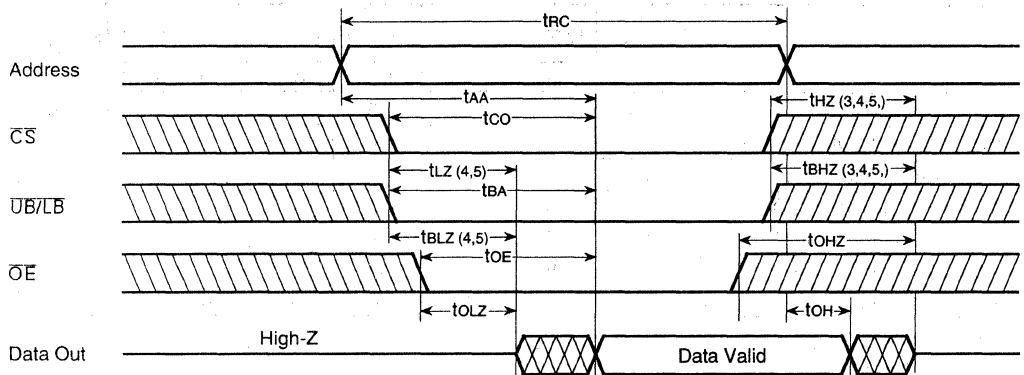 tRC
Address
tAA
tHZ (3,4,5,)
CS
tCO
tLZ (4,5)
tBHZ (3,4,5,)
UB/LB
tBA
tBLZ (4,5)
tOHZ
OE
tOE
tOLZ
tOH
High-Z
Data Out
Data Valid